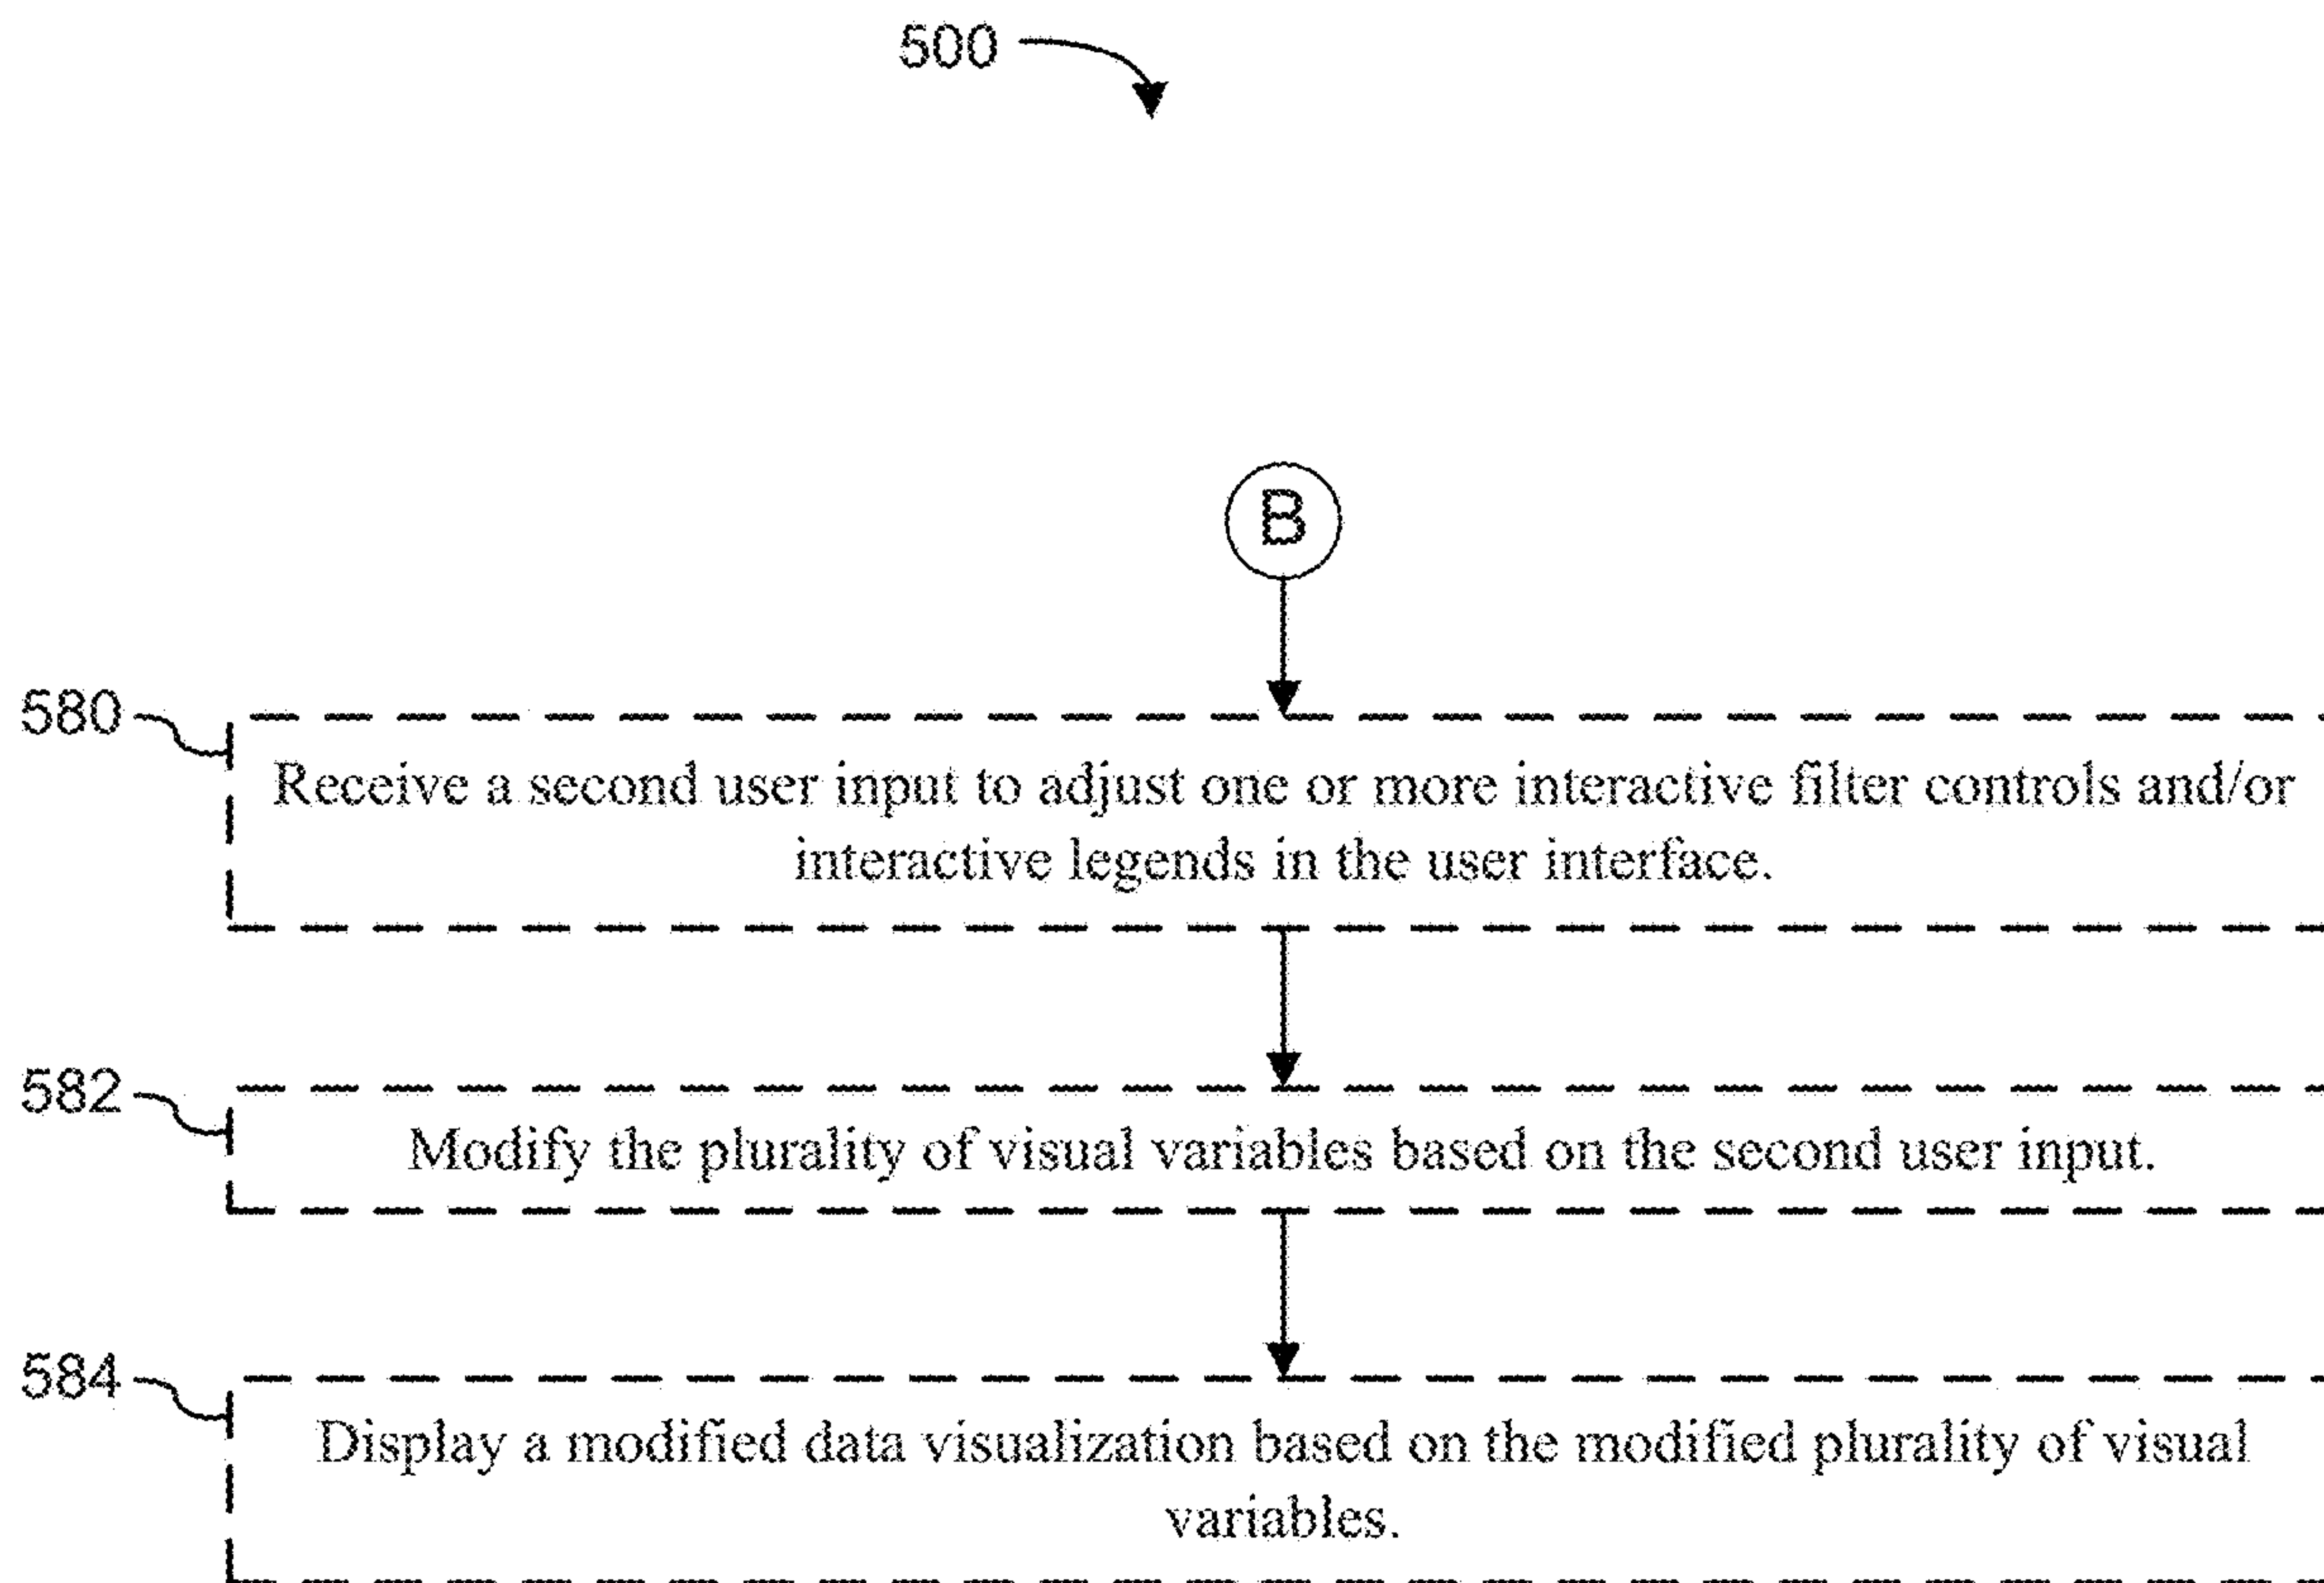 500
B
580
Receive a second user input to adjust one or more interactive filter controls and/or
interactive legends in the user interface.
582
Modify the plurality of visual variables based on the second user input.
584
Display a modified data visualization based on the modified plurality of visual
variables.